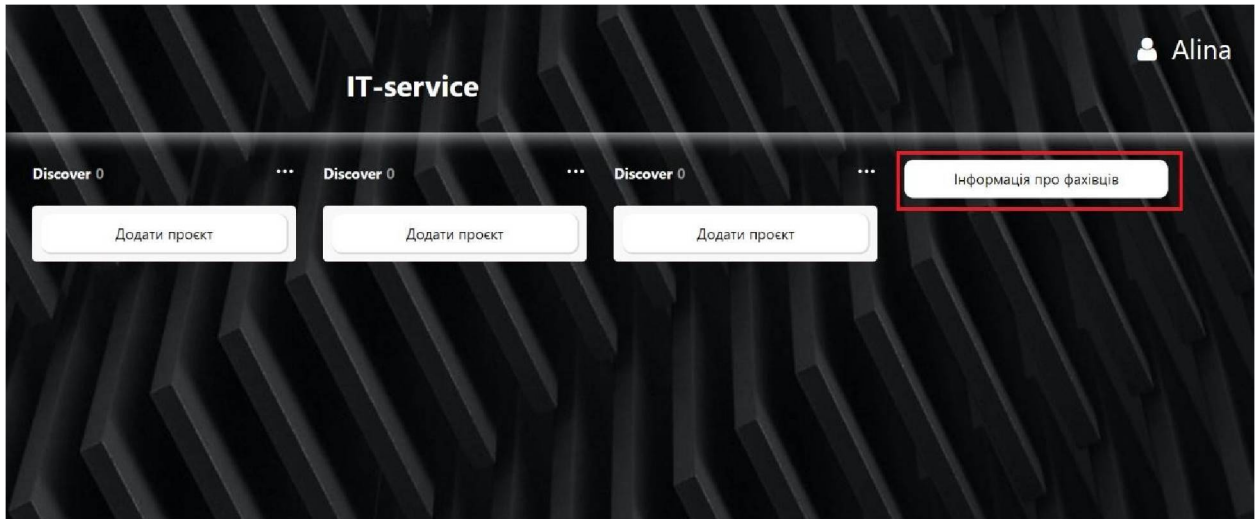 Alina
IT-service
Discover 0
Discover 0
Discover 0
Інформація про фахівців
Додати проєкт
Додати проєкт
Додати проєкт